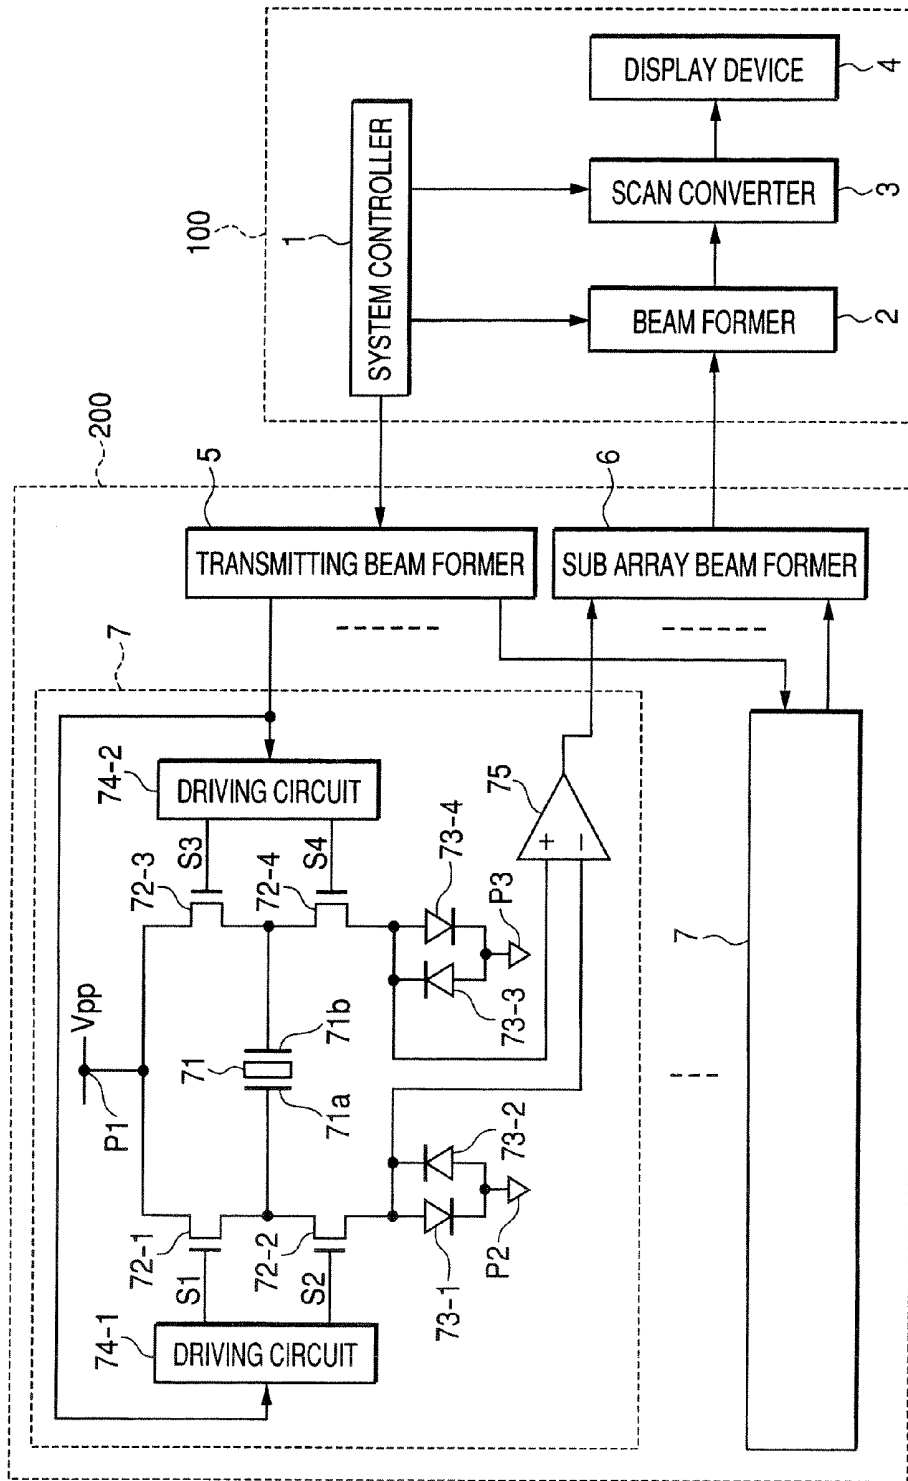 100
1
SYSTEM CONTROLLER
DISPLAY DEVICE
4
SCAN CONVERTER
3
BEAM FORMER
2
200
5
TRANSMITTING BEAM FORMER
6
SUB ARRAY BEAM FORMER
7
74-2
DRIVING CIRCUIT
S3
S4
72-3
72-4
73-4
73-3
P3
75
+
−
Vpp
P1
71
71b
71a
73-2
73-1
P2
72-1
72-2
S1
S2
74-1
DRIVING CIRCUIT
7